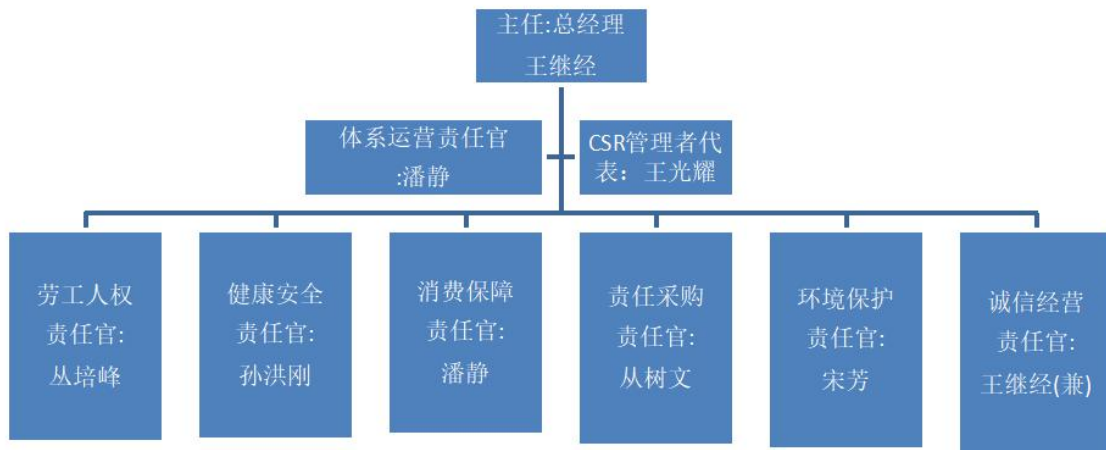 主任:总经理
王继经
体系运营责任官
:潘静
CSR管理者代
表：王光耀
劳工人权
责任官:
丛培峰
健康安全
责任官:
孙洪刚
消费保障
责任官:
潘静
责任采购
责任官:
从树文
环境保护
责任官:
宋芳
诚信经营
责任官:
王继经(兼)